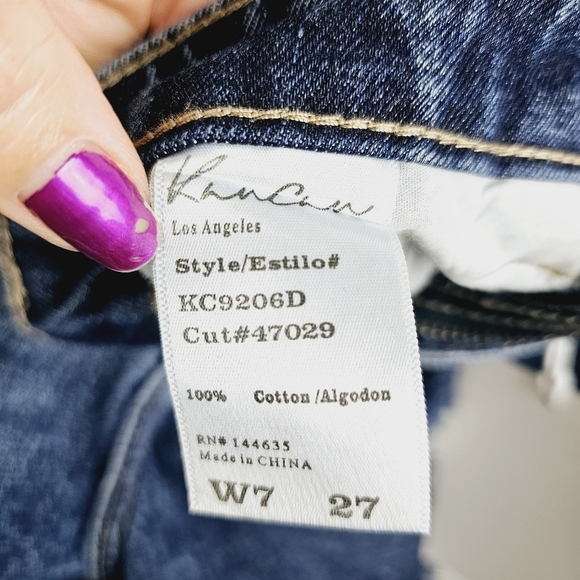 KanCan
Los Angeles
Style/Estilo#
KC9206D
Cut#47029
100% Cotton/Algodon
RN# 144635
Made in CHINA
W7 27